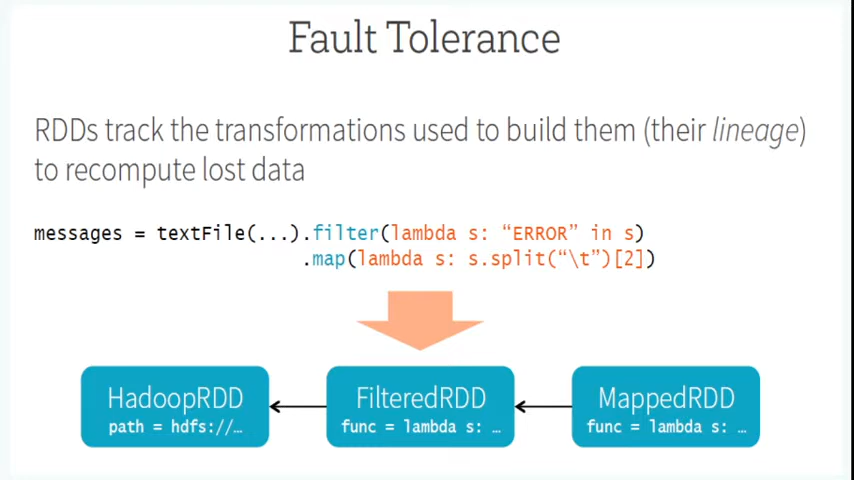 Fault Tolerance
RDDs track the transformations used to build them (their lineage)
to recompute lost data
messages = textFile(...).filter(lambda s: “ERROR” in s)
.map(lambda s: s.split(“\t”)[2])
HadoopRDD
path = hdfs://…
FilteredRDD
func = lambda s: …
MappedRDD
func = lambda s: …